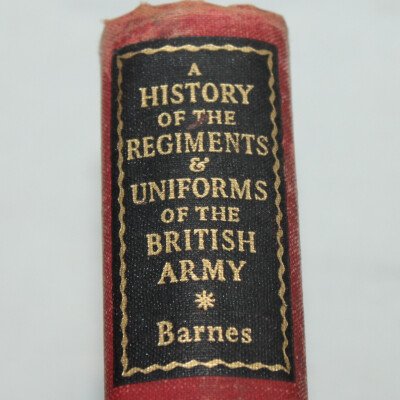 A
HISTORY
OF THE
REGIMENTS
&
UNIFORMS
OF THE
BRITISH
ARMY
*
Barnes